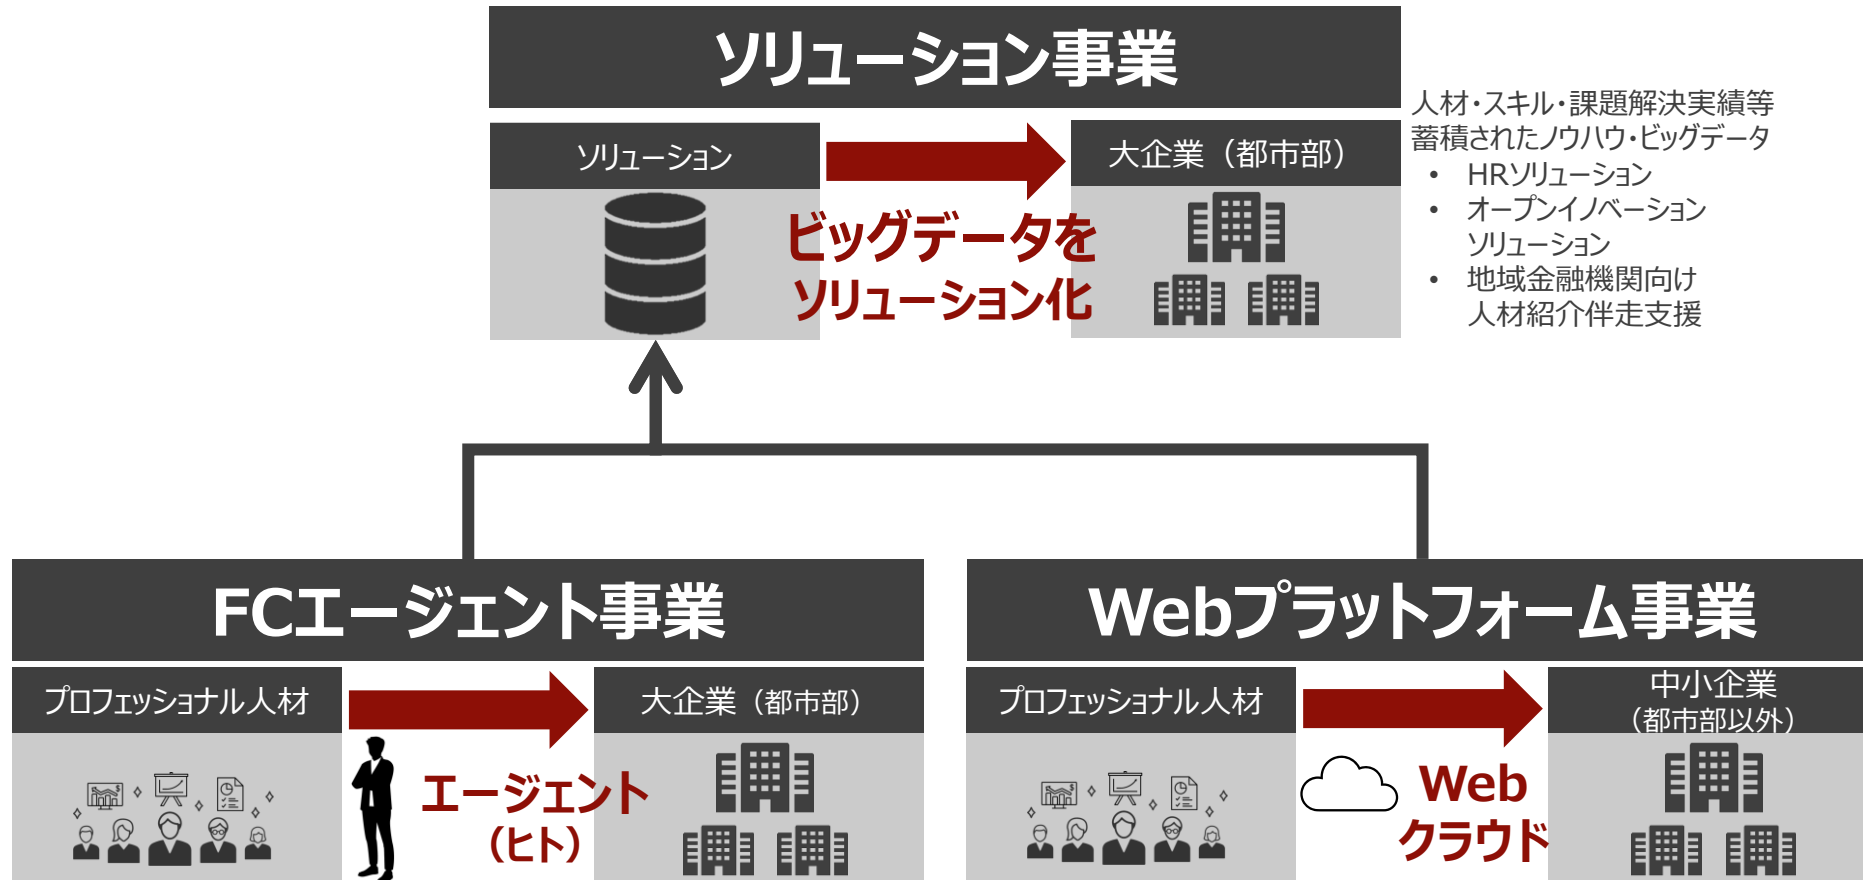 ソリューション事業
ソリューション
大企業（都市部）
ビッグデータを
ソリューション化
人材・スキル・課題解決実績等
蓄積されたノウハウ・ビッグデータ
• HRソリューション
• オープンイノベーション
ソリューション
• 地域金融機関向け
人材紹介伴走支援
FCエージェント事業
プロフェッショナル人材
大企業（都市部）
エージェント
（ヒト）
Webプラットフォーム事業
プロフェッショナル人材
中小企業
（都市部以外）
Web
クラウド